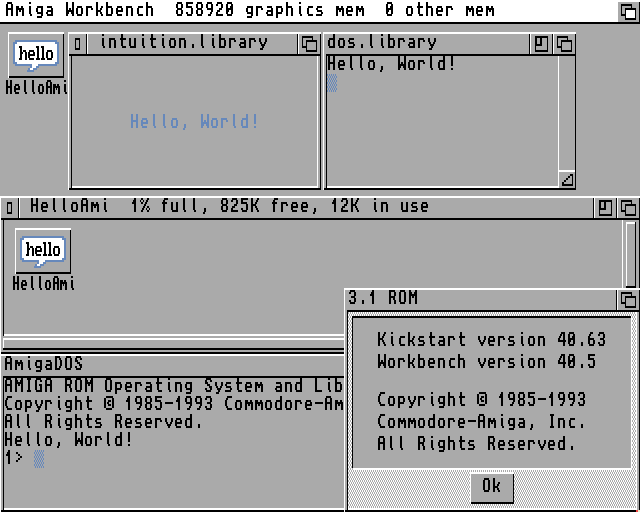 Amiga Workbench  858920 graphics mem  0 other mem
hello
HelloAmi
intuition.library
Hello, World!
dos.library
Hello, World!
HelloAmi  1% full, 825K free, 12K in use
hello
HelloAmi
AmigaDOS
AMIGA ROM Operating System and Lib
Copyright © 1985-1993 Commodore-Am
All Rights Reserved.
Hello, World!
1>
3.1 ROM
Kickstart version 40.63
Workbench version 40.5
Copyright © 1985-1993
Commodore-Amiga, Inc.
All Rights Reserved.
Ok